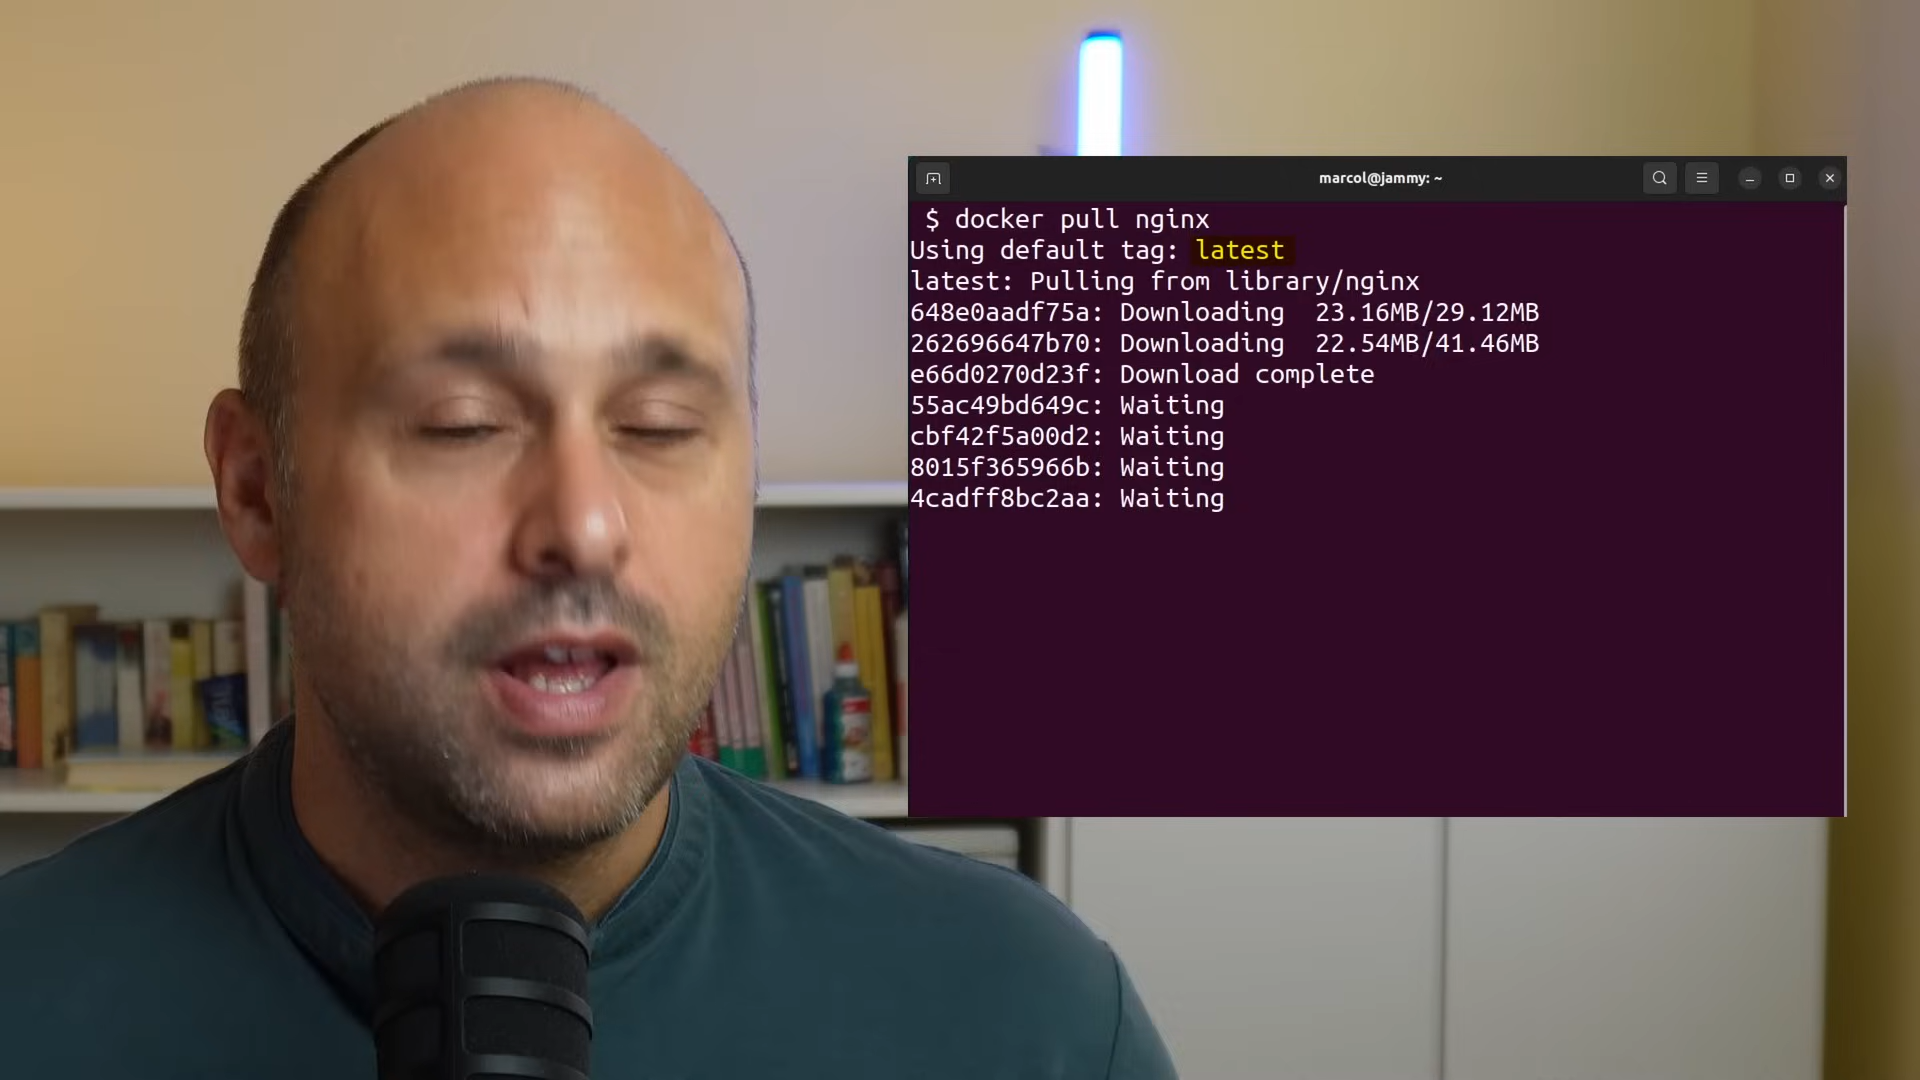 marcol@jammy: ~
$ docker pull nginx
Using default tag: latest
latest: Pulling from library/nginx
648e0aadf75a: Downloading  23.16MB/29.12MB
262696647b70: Downloading  22.54MB/41.46MB
e66d0270d23f: Download complete
55ac49bd649c: Waiting
cbf42f5a00d2: Waiting
8015f365966b: Waiting
4cadff8bc2aa: Waiting